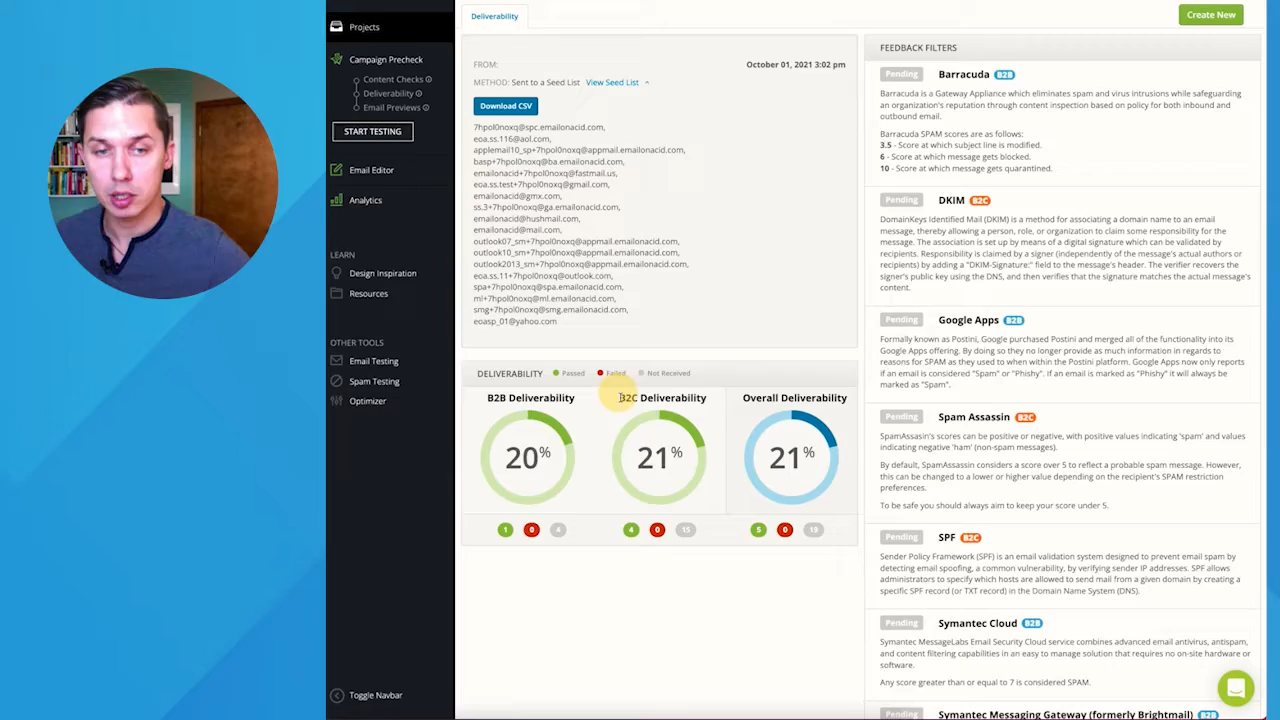 Projects
Campaign Precheck
Content Checks
Deliverability
Email Previews
START TESTING
Email Editor
Analytics
LEARN
Design Inspiration
Resources
OTHER TOOLS
Email Testing
Spam Testing
Optimizer
Toggle Navbar
Deliverability
Create New
FROM:
October 01, 2021 3:02 pm
METHOD: Sent to a Seed List View Seed List
Download CSV
7hpol0noxq@spc.emailonacid.com,
eoa.ss.116@aol.com,
applemail10_sp+7hpol0noxq@appmail.emailonacid.com,
basp+7hpol0noxq@ba.emailonacid.com,
emailonacid+7hpol0noxq@fastmail.us,
eoa.ss.test+7hpol0noxq@gmail.com,
emailonacid@gmx.com,
ss.3+7hpol0noxq@ga.emailonacid.com,
emailonacid@hushmail.com,
emailonacid@mail.com,
outlook07_sm+7hpol0noxq@appmail.emailonacid.com,
outlook10_sm+7hpol0noxq@appmail.emailonacid.com,
outlook2013_sm+7hpol0noxq@appmail.emailonacid.com,
eoa.ss.11+7hpol0noxq@outlook.com,
spa+7hpol0noxq@spa.emailonacid.com,
ml+7hpol0noxq@ml.emailonacid.com,
smg+7hpol0noxq@smg.emailonacid.com,
eoasp_01@yahoo.com
DELIVERABILITY Passed Failed Not Received
B2B Deliverability B2C Deliverability Overall Deliverability
20% 21% 21%
1 0 4 4 0 15 5 0 19
FEEDBACK FILTERS
Pending Barracuda B2B
Barracuda is a Gateway Appliance which eliminates spam and virus intrusions while safeguarding
an organization's reputation through content inspection based on policy for both inbound and
outbound email.
Barracuda SPAM scores are as follows:
3.5 - Score at which subject line is modified.
6 - Score at which message gets blocked.
10 - Score at which message gets quarantined.
Pending DKIM B2C
DomainKeys Identified Mail (DKIM) is a method for associating a domain name to an email
message, thereby allowing a person, role, or organization to claim some responsibility for the
message. The association is set up by means of a digital signature which can be validated by
recipients. Responsibility is claimed by a signer (independently of the message's actual authors or
recipients) by adding a "DKIM-Signature:" field to the message's header. The verifier recovers the
signer's public key using the DNS, and then verifies that the signature matches the actual message's
content.
Pending Google Apps B2B
Formally known as Postini, Google purchased Postini and merged all of the functionality into its
Google Apps offering. By doing so they no longer provide as much information in regards to
reasons for SPAM as they used to when within the Postini platform. Google Apps now only reports
if an email is considered "Spam" or "Phishy". If an email is marked as "Phishy" it will always be
marked as "Spam".
Pending Spam Assassin B2C
SpamAssasin's scores can be positive or negative, with positive values indicating 'spam' and values
indicating negative 'ham' (non-spam messages).
By default, SpamAssassin considers a score over 5 to reflect a probable spam message. However,
this can be changed to a lower or higher value depending on the recipient's SPAM restriction
preferences.
To be safe you should always aim to keep your score under 5.
Pending SPF B2C
Sender Policy Framework (SPF) is an email validation system designed to prevent email spam by
detecting email spoofing, a common vulnerability, by verifying sender IP addresses. SPF allows
administrators to specify which hosts are allowed to send mail from a given domain by creating a
specific SPF record (or TXT record) in the Domain Name System (DNS).
Pending Symantec Cloud B2B
Symantec MessageLabs Email Security Cloud service combines advanced email antivirus, antispam,
and content filtering capabilities in an easy to manage solution that requires no on-site hardware or
software.
Any score greater than or equal to 7 is considered SPAM.
Pending Symantec Messaging Gateway (formerly Brightmail) B2B